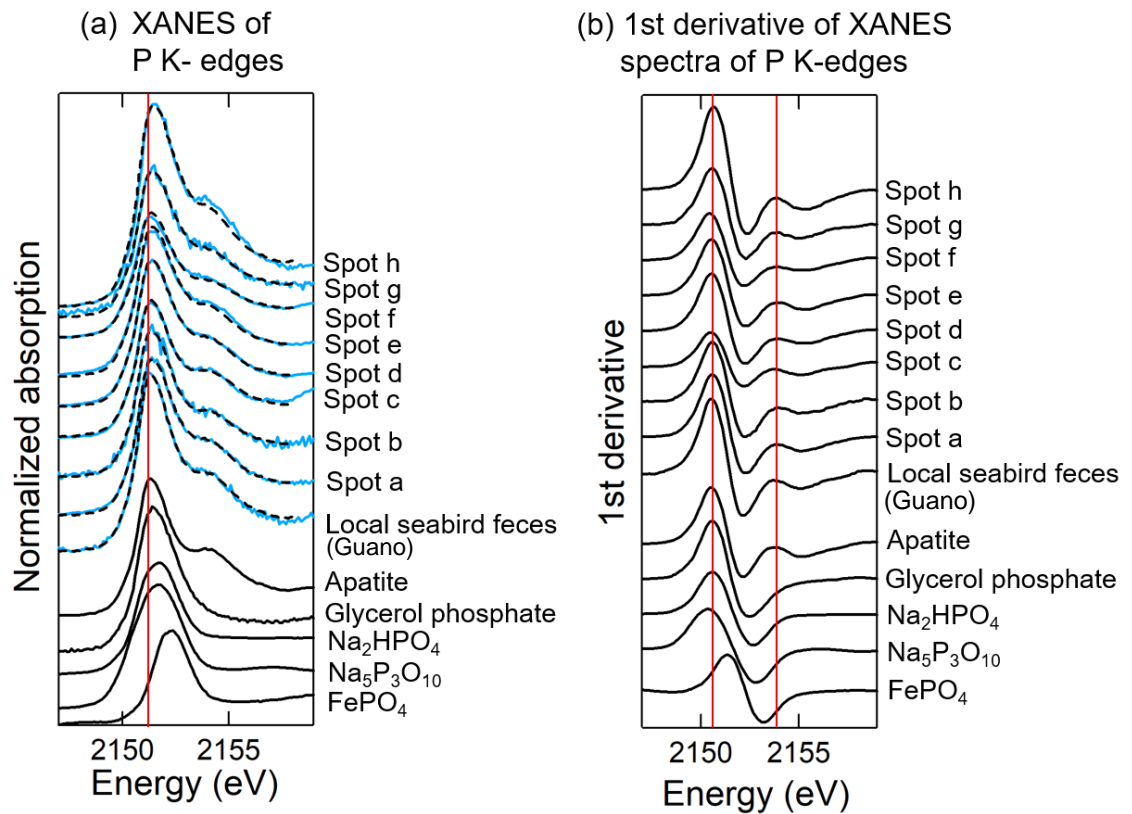 (a) XANES of
P K- edges
Normalized absorption
Spot h
Spot g
Spot f
Spot e
Spot d
Spot c
Spot b
Spot a
Local seabird feces
(Guano)
Apatite
Glycerol phosphate
Na₂HPO₄
Na₅P₃O₁₀
FePO₄
2150 2155
Energy (eV)
(b) 1st derivative of XANES
spectra of P K-edges
1st derivative
Spot h
Spot g
Spot f
Spot e
Spot d
Spot c
Spot b
Spot a
Local seabird feces
(Guano)
Apatite
Glycerol phosphate
Na₂HPO₄
Na₅P₃O₁₀
FePO₄
2150 2155
Energy (eV)